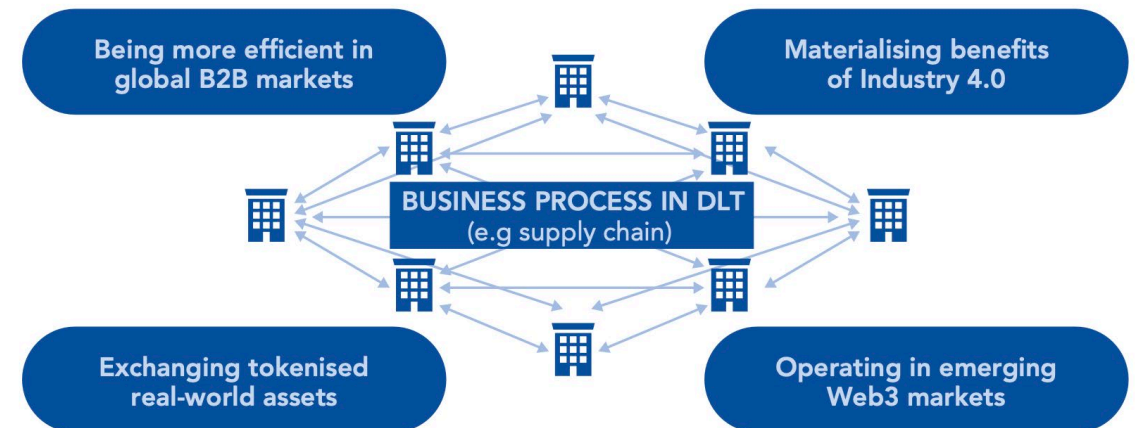 Being more efficient in
global B2B markets
Materialising benefits
of Industry 4.0
BUSINESS PROCESS IN DLT
(e.g supply chain)
Exchanging tokenised
real-world assets
Operating in emerging
Web3 markets